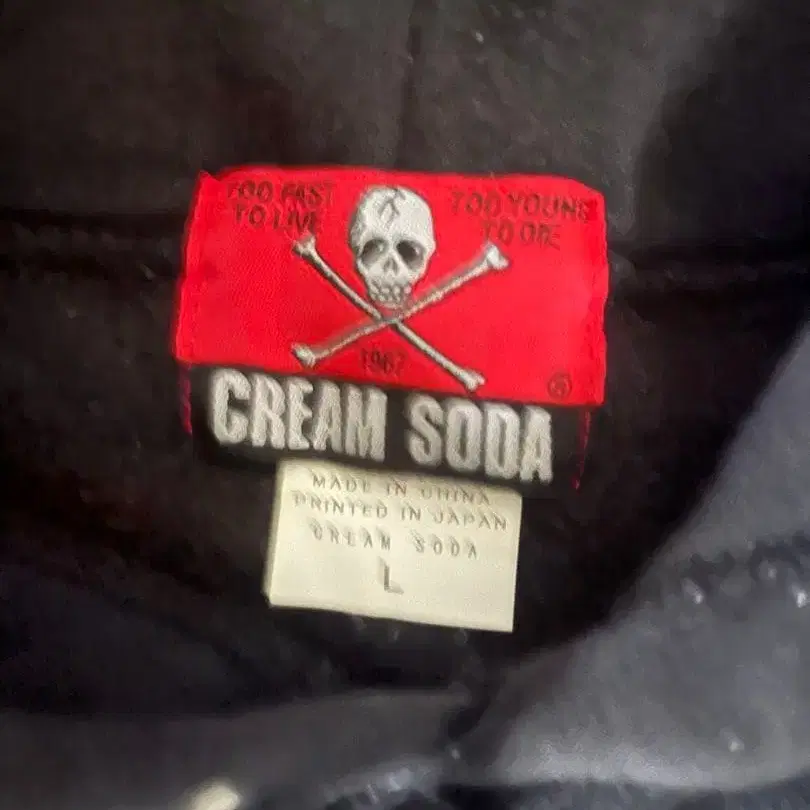 TOO FAST
TO LIVE
TOO YOUNG
TO DIE
1967
CREAM SODA
MADE IN CHINA
PRINTED IN JAPAN
CREAM SODA
L